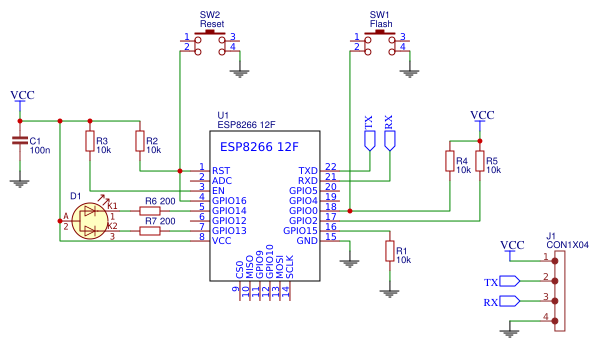 SW2
Reset
1
2
3
4
SW1
Flash
1
2
3
4
VCC
C1
100n
R3
10k
R2
10k
U1
ESP8266 12F
ESP8266 12F
TX
RX
VCC
R4
10k
R5
10k
1 RST
2 ADC
3 EN
4 GPIO16
5 GPIO14
6 GPIO12
7 GPIO13
8 VCC
TXD 22
RXD 21
GPIO5 20
GPIO4 19
GPIO0 18
GPIO2 17
GPIO15 16
GND 15
CS0 9
MISO 10
GPIO9 11
GPIO10 12
MOSI 13
SCLK 14
D1
A
2
K1
1
K2
3
R6 200
R7 200
R1
10k
J1
CON1X04
VCC
1
TX
2
RX
3
4